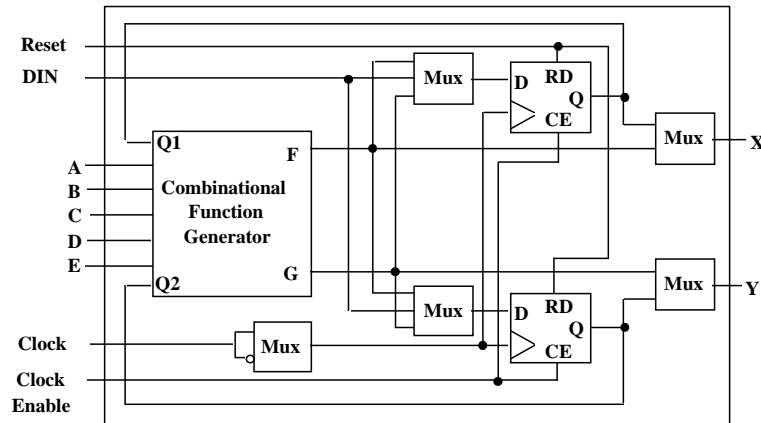 Reset
DIN
Mux
D
RD
Q
CE
Mux
X
Q1
F
A
B
C
D
E
Combinational
Function
Generator
G
Q2
Mux
Y
Mux
D
RD
Q
CE
Clock
Mux
Clock
Enable